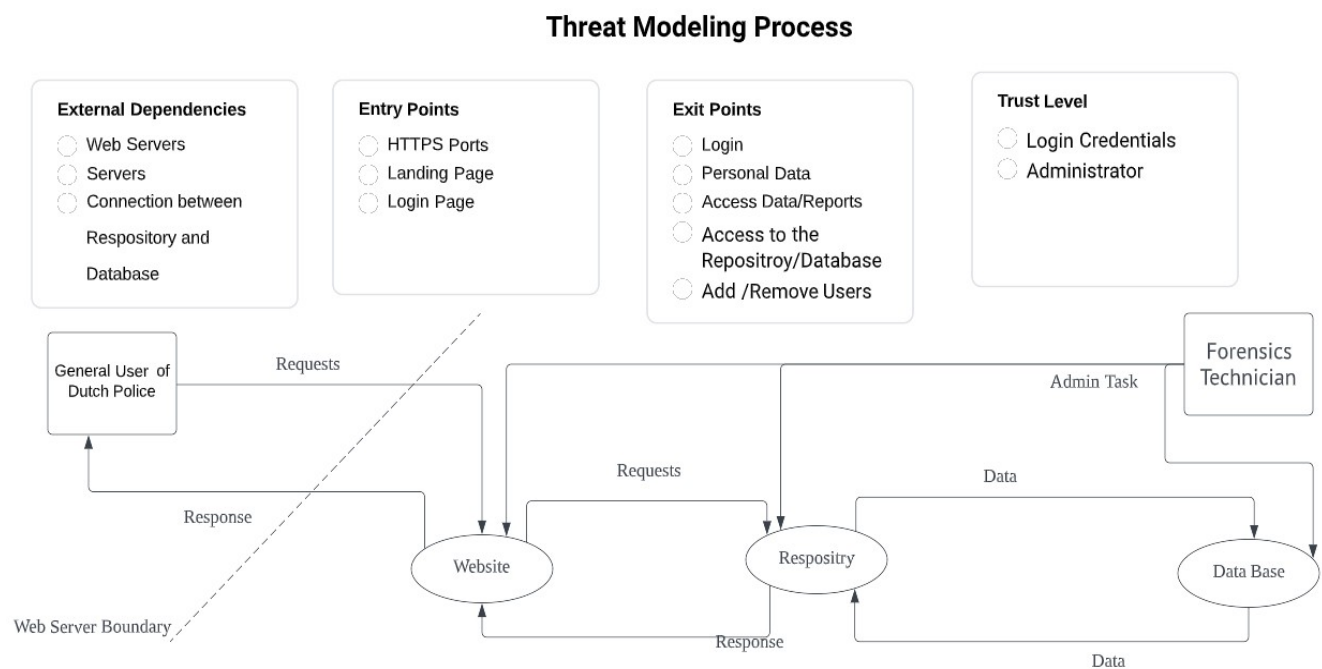 Threat Modeling Process
External Dependencies
Web Servers
Servers
Connection between
Respository and
Database
Entry Points
HTTPS Ports
Landing Page
Login Page
Exit Points
Login
Personal Data
Access Data/Reports
Access to the
Repositroy/Database
Add /Remove Users
Trust Level
Login Credentials
Administrator
General User of
Dutch Police
Requests
Admin Task
Forensics
Technician
Requests
Data
Response
Website
Respositry
Data Base
Web Server Boundary
Response
Data